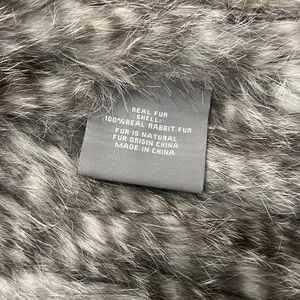 REAL FUR
SHELL:
100%REAL RABBIT FUR
FUR IS NATURAL
FUR ORIGIN CHINA
MADE IN CHINA